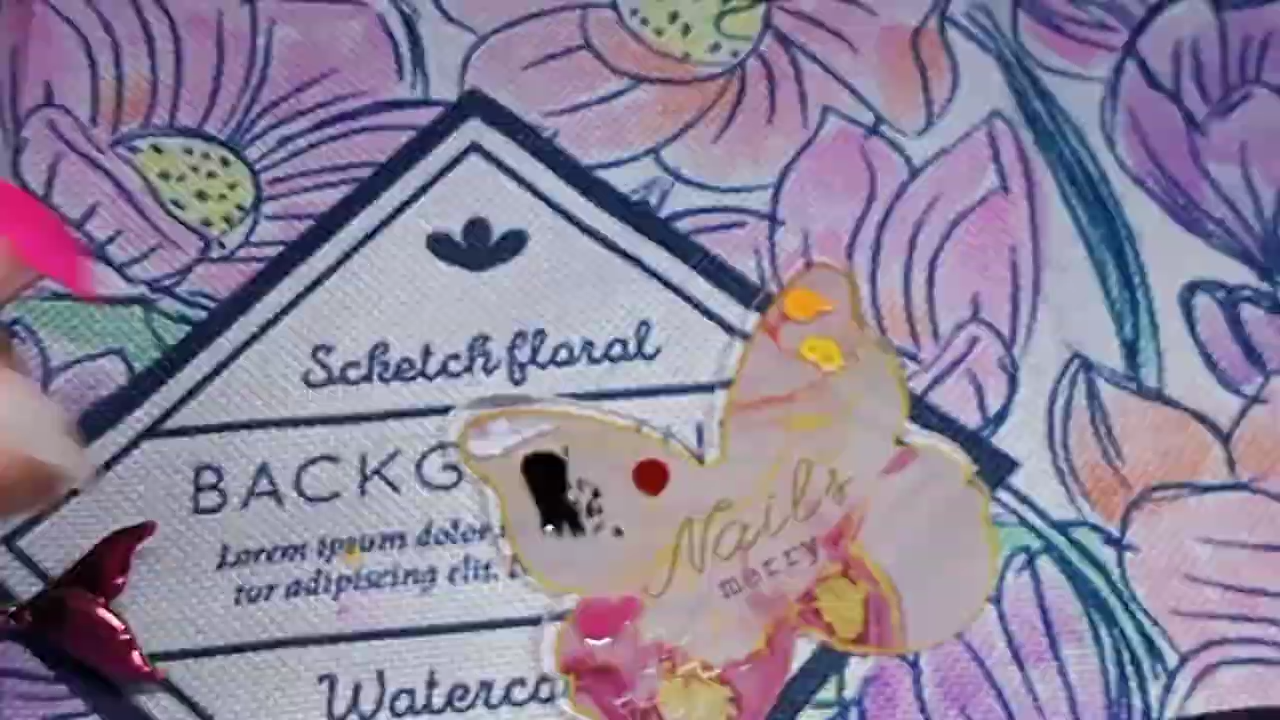 Scketch floral
BACKG
Lorem ipsum dolor
tor adipiscing elit.
Waterco
Nails
merry